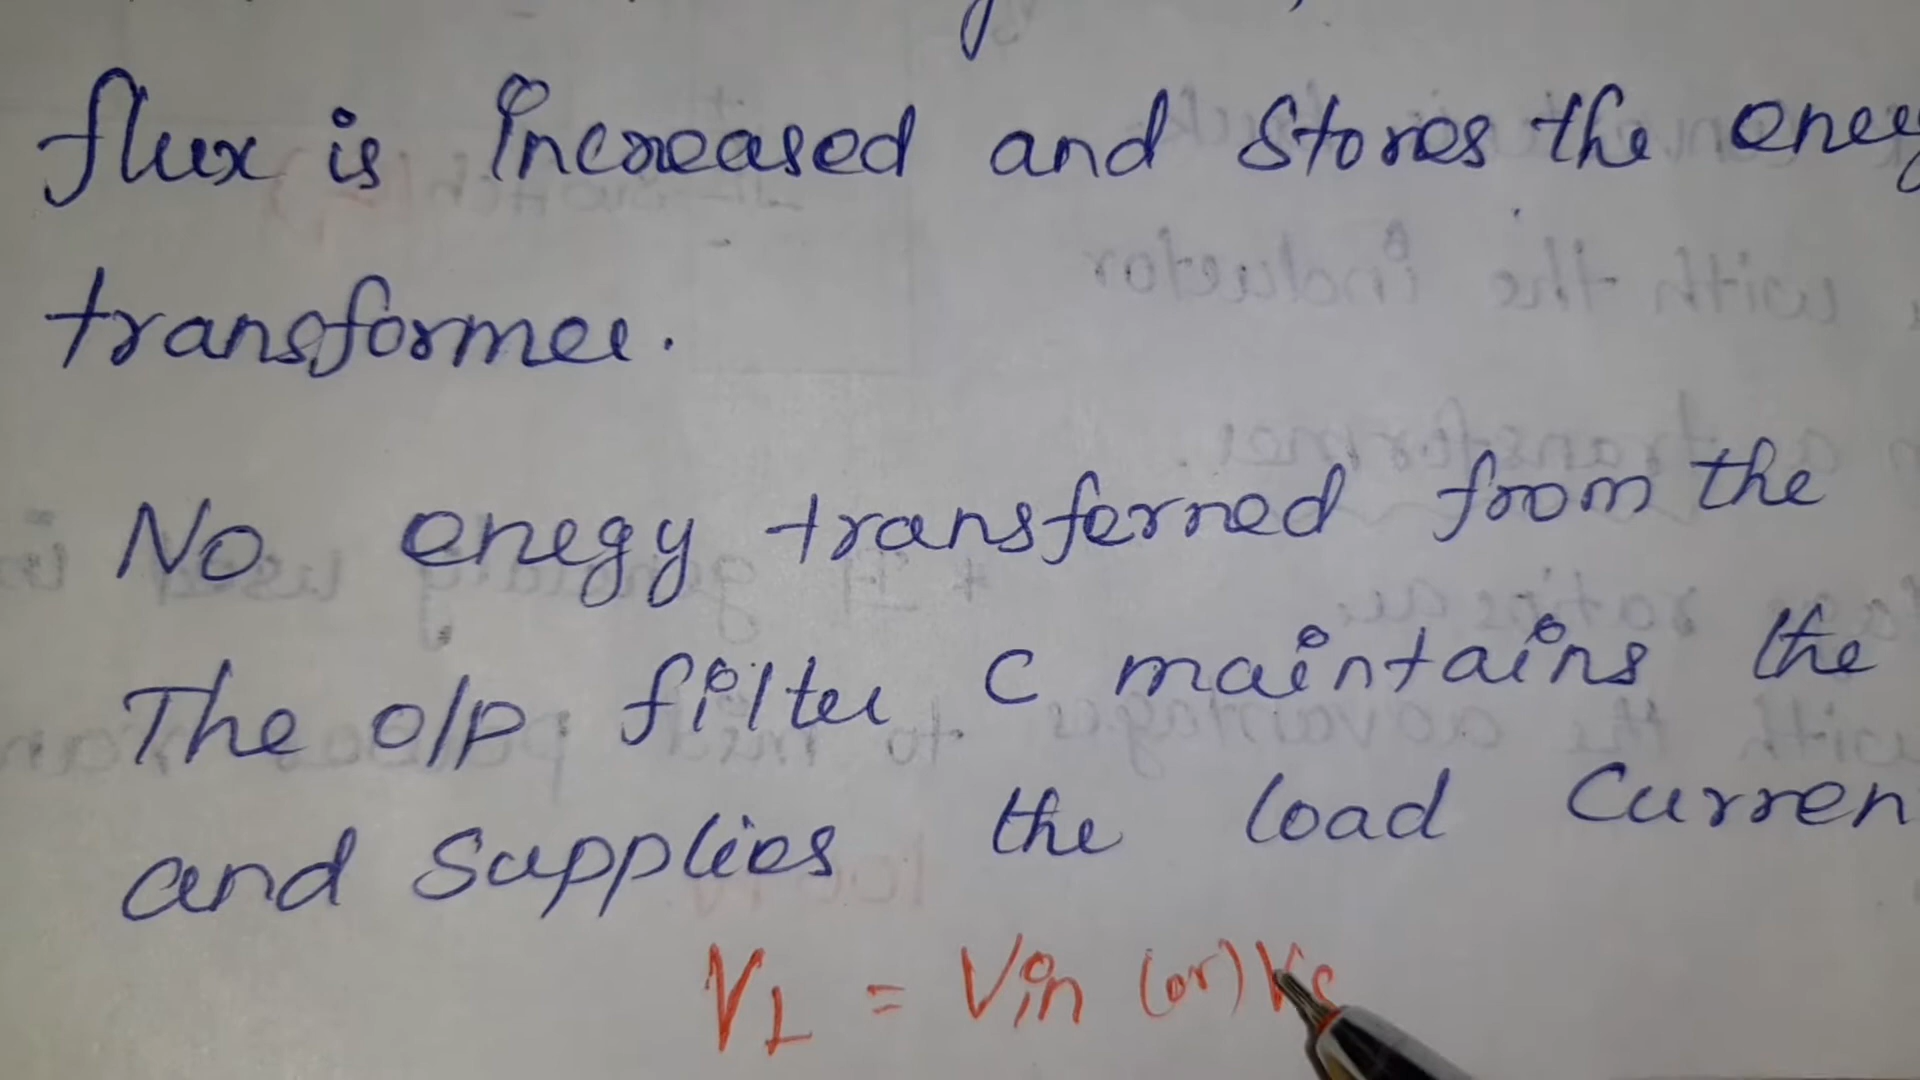 flux is increased and stores the
transformer.
No enegy transferred from the
The o/p filter C maintains the
and supplies the load Curren
VL = Vin (or) Vs